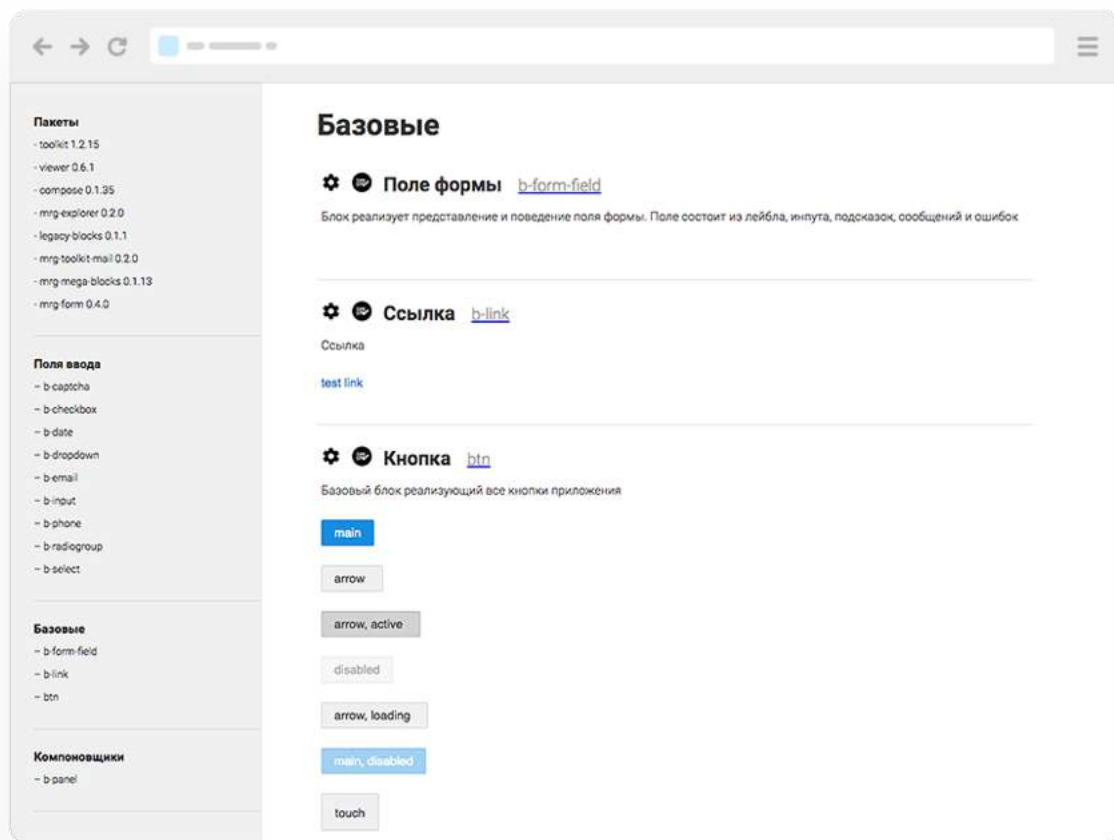 Пакеты
- toolkit 1.2.15
- viewer 0.6.1
- compose 0.1.35
- mrg-explorer 0.2.0
- legacy-blocks 0.1.1
- mrg-toolkit-mail 0.2.0
- mrg-mega-blocks 0.1.13
- mrg-form 0.4.0
Поля ввода
– b-captcha
– b-checkbox
– b-date
– b-dropdown
– b-email
– b-input
– b-phone
– b-radiogroup
– b-select
Базовые
– b-form-field
– b-link
– btn
Компоновщики
– b-panel
Базовые
Поле формы b-form-field
Блок реализует представление и поведение поля формы. Поле состоит из лейбла, инпута, подсказок, сообщений и ошибок
Ссылка b-link
Ссылка
test link
Кнопка btn
Базовый блок реализующий все кнопки приложения
main
arrow
arrow, active
disabled
arrow, loading
main, disabled
touch